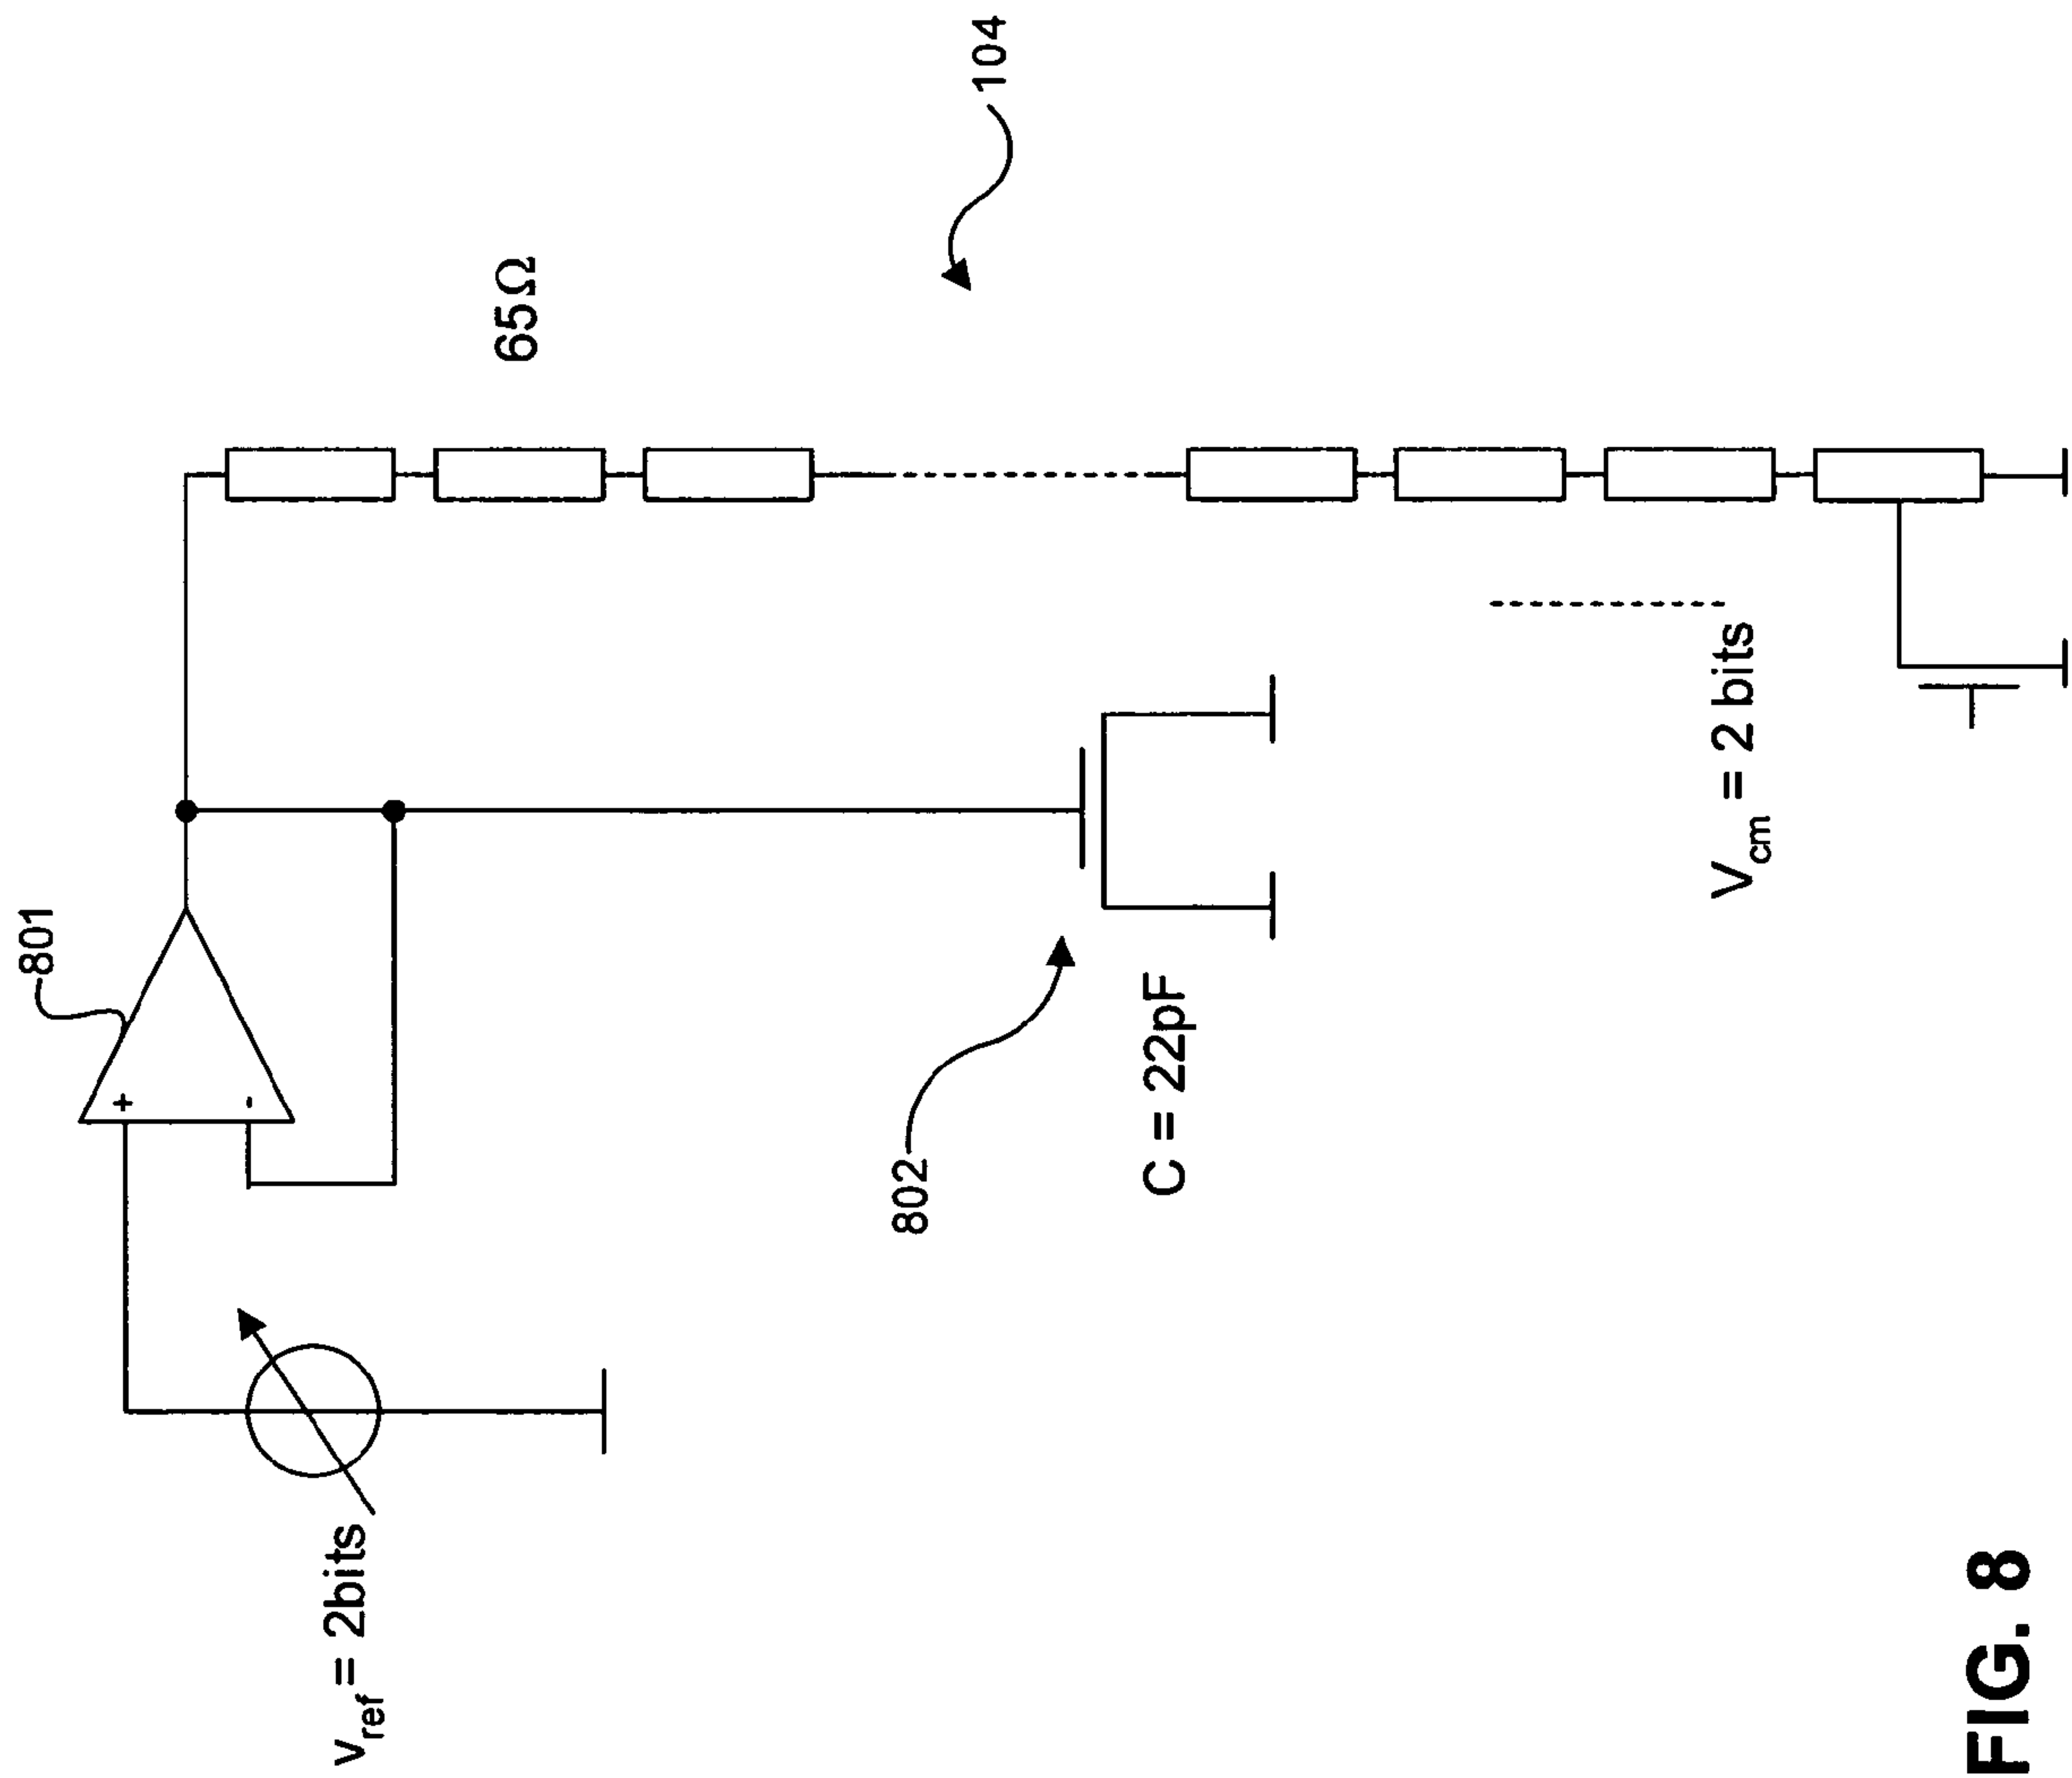 801
+
-
V_ref = 2bits
802
C = 22pF
65Ω
104
V_cm = 2 bits
FIG. 8